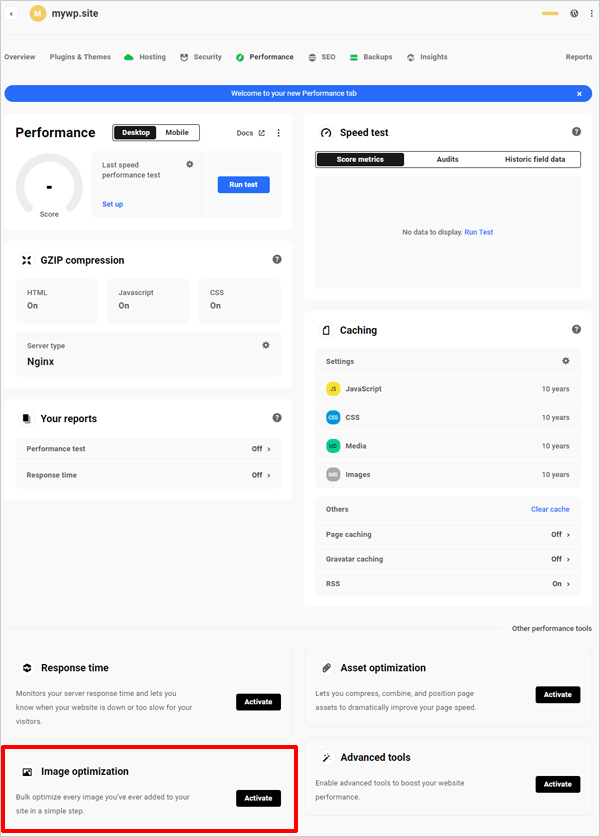 M mywp.site
Overview Plugins & Themes Hosting Security Performance SEO Backups Insights Reports
Welcome to your new Performance tab
Performance Desktop Mobile Docs
-
Score
Last speed
performance test
Set up
Run test
GZIP compression
HTML
On
Javascript
On
CSS
On
Server type
Nginx
Your reports
Performance test Off
Response time Off
Speed test
Score metrics Audits Historic field data
No data to display. Run Test
Caching
Settings
JS JavaScript 10 years
CSS CSS 10 years
MD Media 10 years
IMG Images 10 years
Others Clear cache
Page caching Off
Gravatar caching Off
RSS On
Other performance tools
Response time
Monitors your server response time and lets you
know when your website is down or too slow for your
visitors.
Activate
Asset optimization
Lets you compress, combine, and position page
assets to dramatically improve your page speed.
Activate
Image optimization
Bulk optimize every image you've ever added to your
site in a simple step.
Activate
Advanced tools
Enable advanced tools to boost your website
performance.
Activate